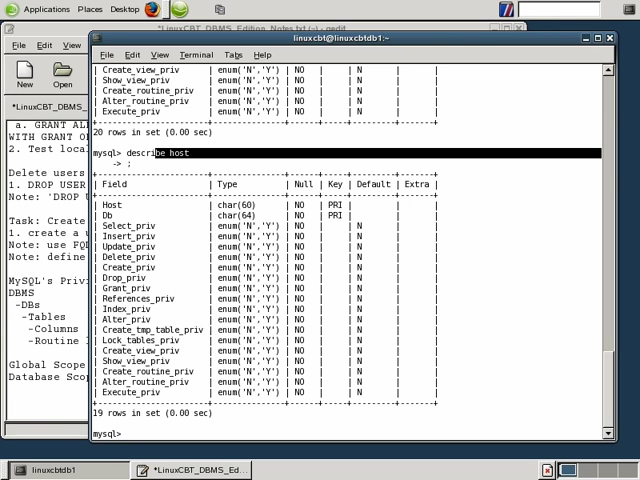 Applications Places Desktop
*LinuxCBT_DBMS_Edition_Notes.txt (~) - gedit
linuxcbt@linuxcbtdb1:~
File Edit View
File Edit View Terminal Tabs Help
New Open
*LinuxCBT_DBMS_
a. GRANT ALL
WITH GRANT OP
2. Test local
Delete users
1. DROP USER
Note: 'DROP U
Task: Create
1. create a u
Note: use FQD
Note: define
MySQL's Privi
DBMS
-DBs
-Tables
-Columns
-Routine
Global Scope
Database Scop
| Create_view_priv | enum('N','Y') | NO | | N | |
| Show_view_priv | enum('N','Y') | NO | | N | |
| Create_routine_priv | enum('N','Y') | NO | | N | |
| Alter_routine_priv | enum('N','Y') | NO | | N | |
| Execute_priv | enum('N','Y') | NO | | N | |
+-----------------------+---------------+------+-----+---------+-------+
20 rows in set (0.00 sec)
mysql> describe host
-> ;
+-----------------------+---------------+------+-----+---------+-------+
| Field | Type | Null | Key | Default | Extra |
+-----------------------+---------------+------+-----+---------+-------+
| Host | char(60) | NO | PRI | | |
| Db | char(64) | NO | PRI | | |
| Select_priv | enum('N','Y') | NO | | N | |
| Insert_priv | enum('N','Y') | NO | | N | |
| Update_priv | enum('N','Y') | NO | | N | |
| Delete_priv | enum('N','Y') | NO | | N | |
| Create_priv | enum('N','Y') | NO | | N | |
| Drop_priv | enum('N','Y') | NO | | N | |
| Grant_priv | enum('N','Y') | NO | | N | |
| References_priv | enum('N','Y') | NO | | N | |
| Index_priv | enum('N','Y') | NO | | N | |
| Alter_priv | enum('N','Y') | NO | | N | |
| Create_tmp_table_priv | enum('N','Y') | NO | | N | |
| Lock_tables_priv | enum('N','Y') | NO | | N | |
| Create_view_priv | enum('N','Y') | NO | | N | |
| Show_view_priv | enum('N','Y') | NO | | N | |
| Create_routine_priv | enum('N','Y') | NO | | N | |
| Alter_routine_priv | enum('N','Y') | NO | | N | |
| Execute_priv | enum('N','Y') | NO | | N | |
+-----------------------+---------------+------+-----+---------+-------+
19 rows in set (0.00 sec)
mysql>
linuxcbtdb1
*LinuxCBT_DBMS_Ed...